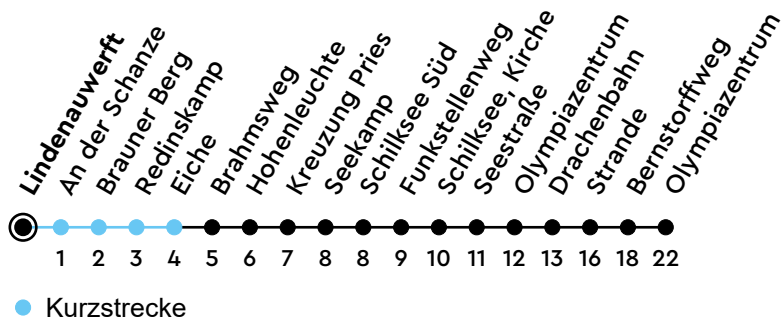 Lindenauwerft
An der Schanze
Brauner Berg
Redinskamp
Eiche
Brahmsweg
Hohenleuchte
Kreuzung Pries
Seekamp
Schilksee Süd
Funkstellenweg
Schilksee, Kirche
Seestraße
Olympiazentrum
Drachenbahn
Strande
Bernstorffweg
Olympiazentrum
1 2 3 4 5 6 7 8 8 9 10 11 12 13 16 18 22
Kurzstrecke